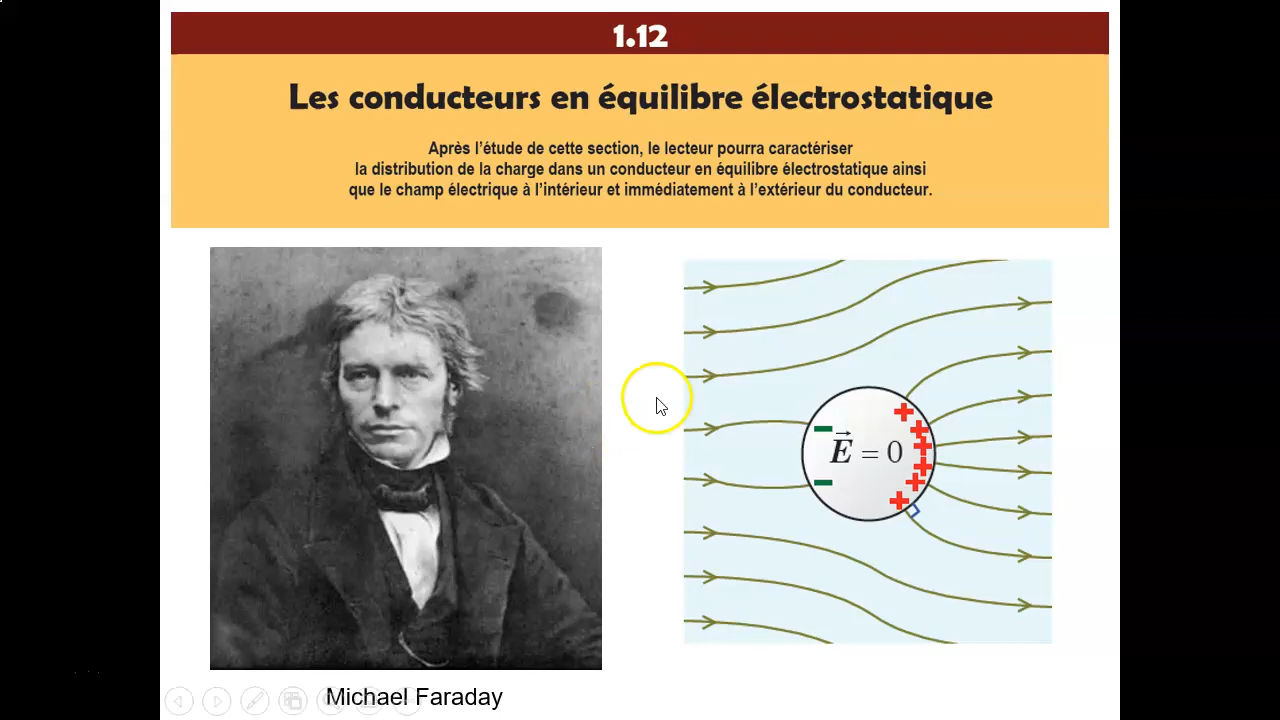 1.12
Les conducteurs en équilibre électrostatique
Après l’étude de cette section, le lecteur pourra caractériser
la distribution de la charge dans un conducteur en équilibre électrostatique ainsi
que le champ électrique à l’intérieur et immédiatement à l’extérieur du conducteur.
E⃗ = 0
Michael Faraday